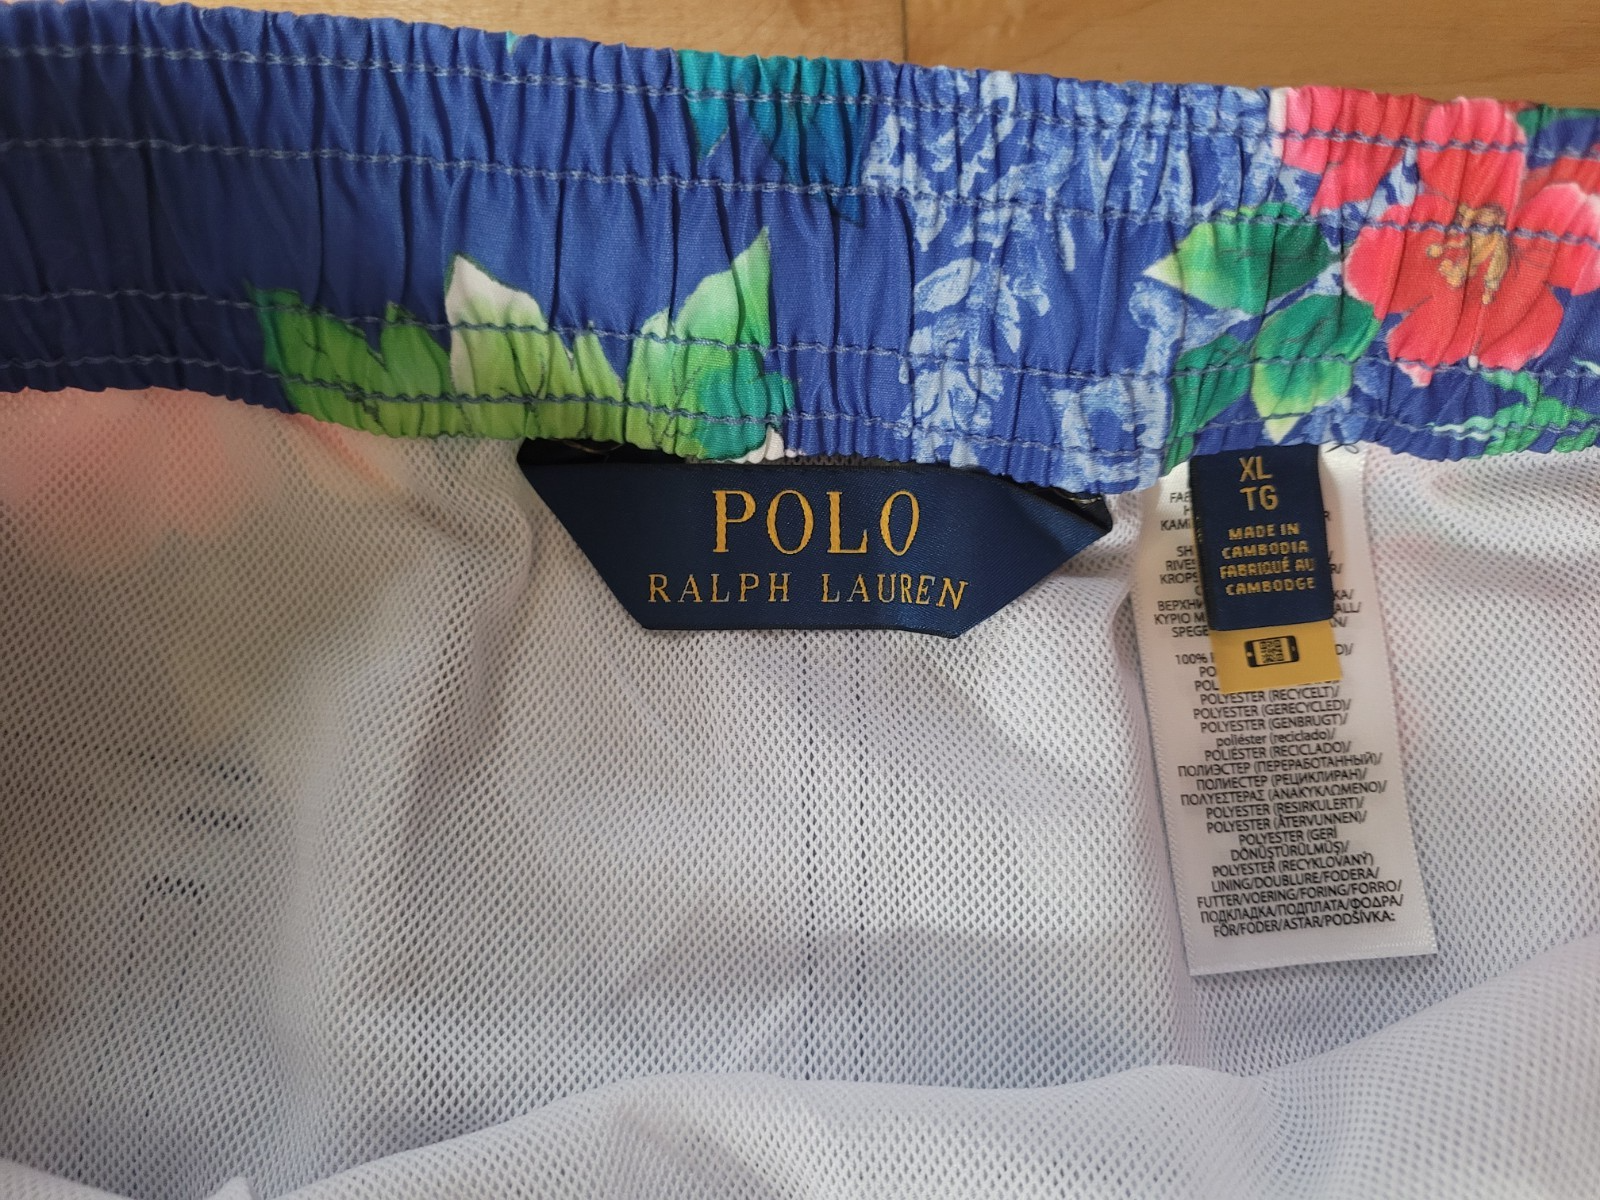 POLO
RALPH LAUREN
XL
TG
MADE IN
CAMBODIA
FABRIQUÉ AU
CAMBODGE
100%
POLYESTER (RECYCELT)/
POLYESTER (GERECYCLED)/
POLYESTER (GENBRUGT)/
poliéster (reciclado)/
POLIÉSTER (RECICLADO)/
ПОЛИЭСТЕР (ПЕРЕРАБОТАННЫЙ)/
ПОЛИЕСТЕР (РЕЦИКЛИРАН)/
ΠΟΛΥΕΣΤΕΡΑΣ (ΑΝΑΚΥΚΛΩΜΕΝΟ)/
POLYESTER (RESIRKULERT)/
POLYESTER (ÅTERVUNNEN)/
POLYESTER (GERİ
DÖNÜŞTÜRÜLMÜŞ)/
POLYESTER (RECYKLOVANÝ)
LINING/DOUBLURE/FODERA/
FUTTER/VOERING/FORING/FORRO/
ПОДКЛАДКА/ПОДПЛАТА/ΦΟΔΡΑ/
FÔR/FODER/ASTAR/PODŠÍVKA: